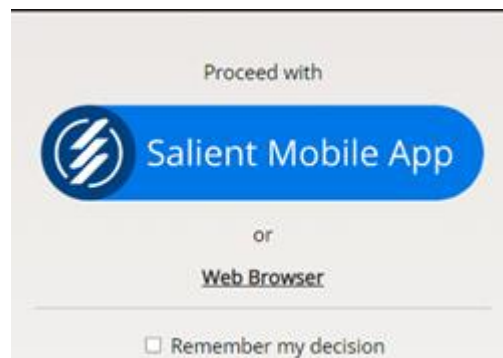 Proceed with
Salient Mobile App
or
Web Browser
Remember my decision